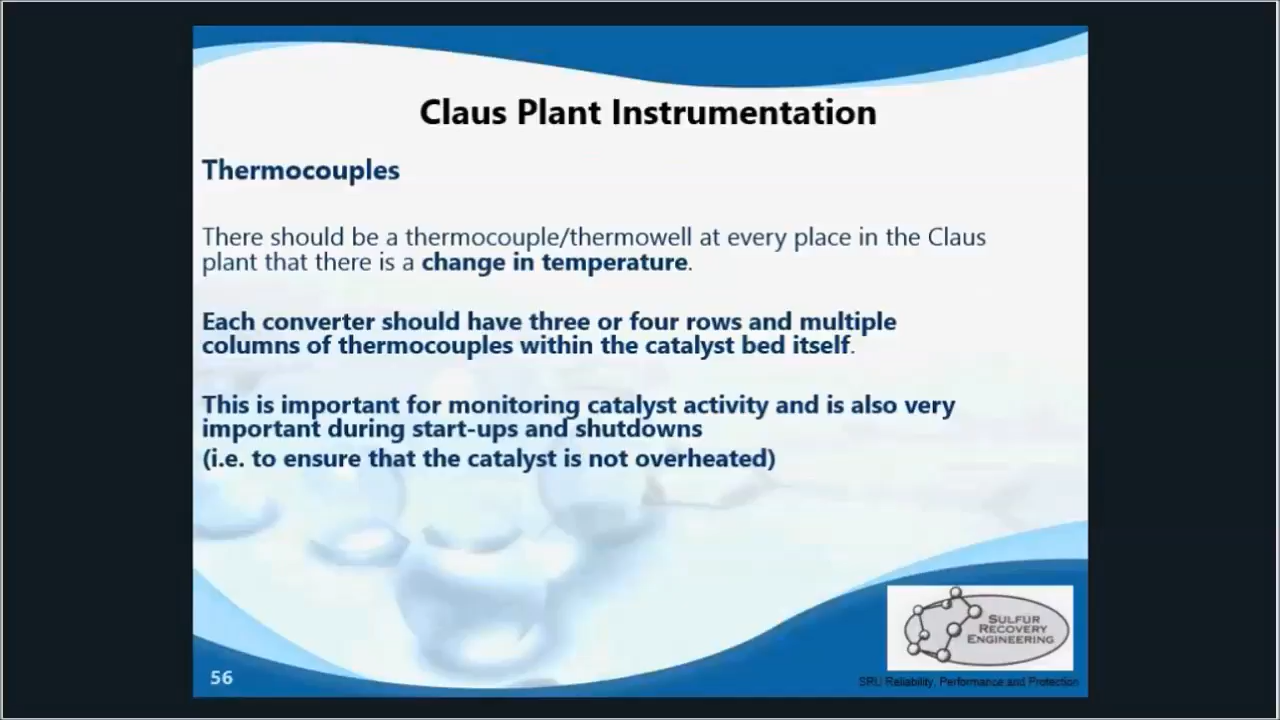 Claus Plant Instrumentation
Thermocouples
There should be a thermocouple/thermowell at every place in the Claus
plant that there is a change in temperature.
Each converter should have three or four rows and multiple
columns of thermocouples within the catalyst bed itself.
This is important for monitoring catalyst activity and is also very
important during start-ups and shutdowns
(i.e. to ensure that the catalyst is not overheated)
SULFUR
RECOVERY
ENGINEERING
56
SRU Reliability, Performance and Protection